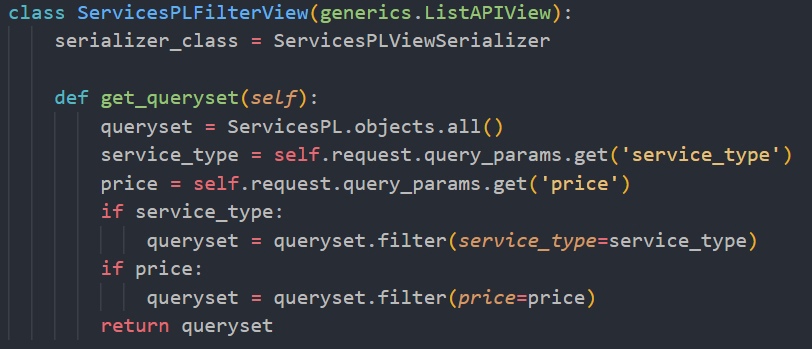 class ServicesPLFilterView(generics.ListAPIView):
    serializer_class = ServicesPLViewSerializer

    def get_queryset(self):
        queryset = ServicesPL.objects.all()
        service_type = self.request.query_params.get('service_type')
        price = self.request.query_params.get('price')
        if service_type:
            queryset = queryset.filter(service_type=service_type)
        if price:
            queryset = queryset.filter(price=price)
        return queryset